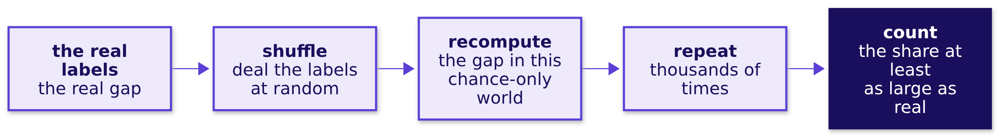 the real
labels
the real gap
shuffle
deal the labels
at random
recompute
the gap in this
chance-only
world
repeat
thousands of
times
count
the share at
least
as large as
real